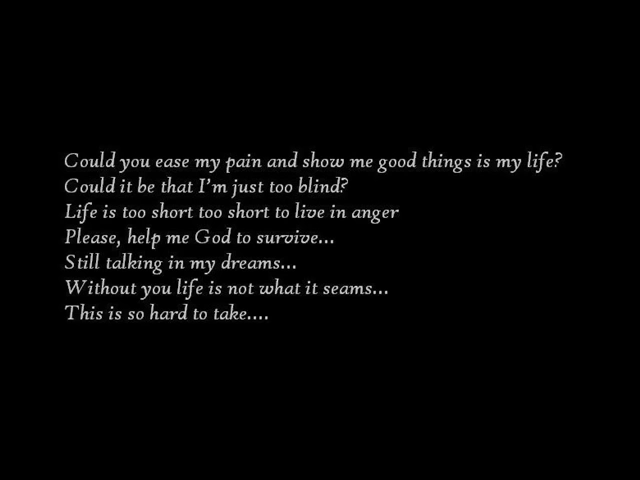 Could you ease my pain and show me good things is my life?
Could it be that I'm just too blind?
Life is too short too short to live in anger
Please, help me God to survive...
Still talking in my dreams...
Without you life is not what it seams...
This is so hard to take....